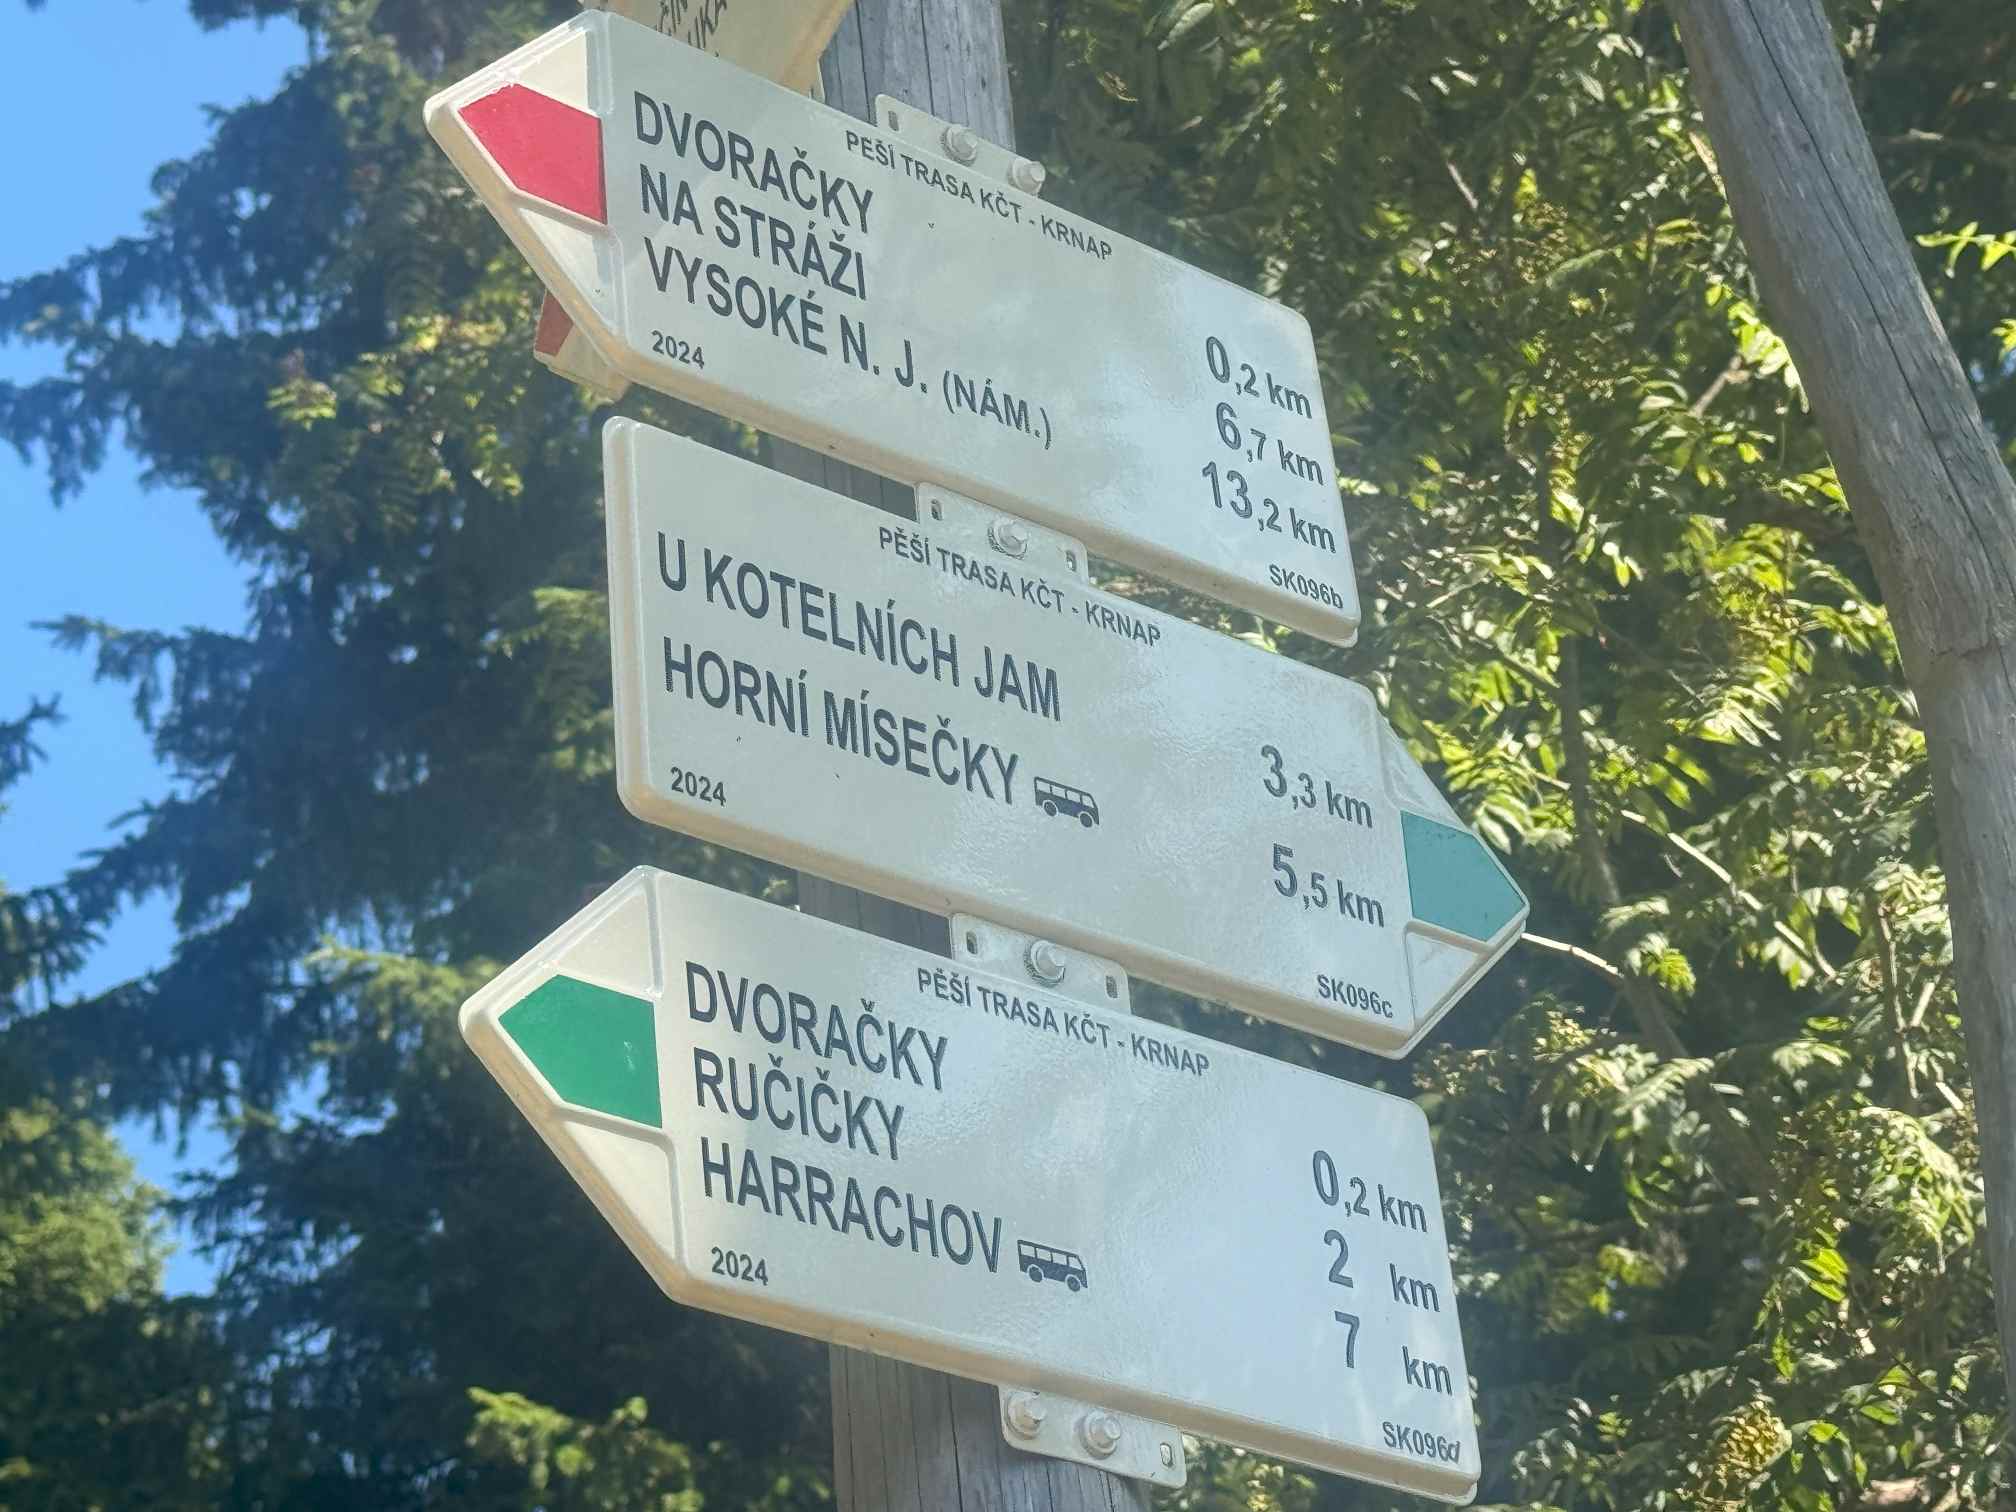 PĚŠÍ TRASA KČT - KRNAP
DVORAČKY 0,2 km
NA STRÁŽI 6,7 km
VYSOKÉ N. J. (NÁM.) 13,2 km
2024 SK096b
PĚŠÍ TRASA KČT - KRNAP
U KOTELNÍCH JAM 3,3 km
HORNÍ MÍSEČKY 5,5 km
2024 SK096c
PĚŠÍ TRASA KČT - KRNAP
DVORAČKY 0,2 km
RUČIČKY 2 km
HARRACHOV 7 km
2024 SK096d